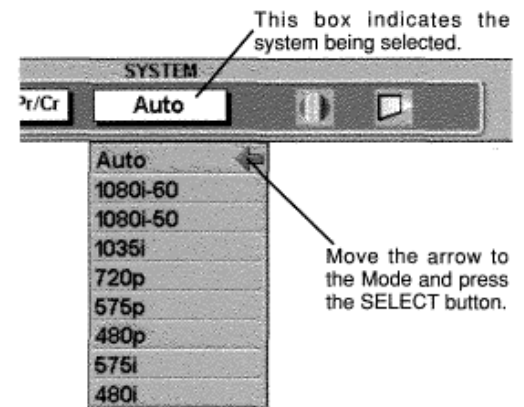 This box indicates the
system being selected.
SYSTEM
Pr/Cr
Auto
Auto
1080i-60
1080i-50
1035i
720p
575p
480p
575i
480i
Move the arrow to
the Mode and press
the SELECT button.